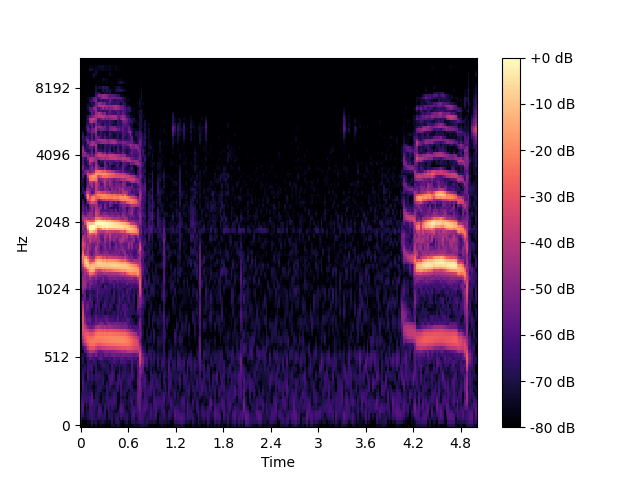 +0 dB
8192
-10 dB
4096
-20 dB
-30 dB
2048
-40 dB
Hz
1024
-50 dB
-60 dB
512
-70 dB
0
-80 dB
0 0.6 1.2 1.8 2.4 3 3.6 4.2 4.8
Time